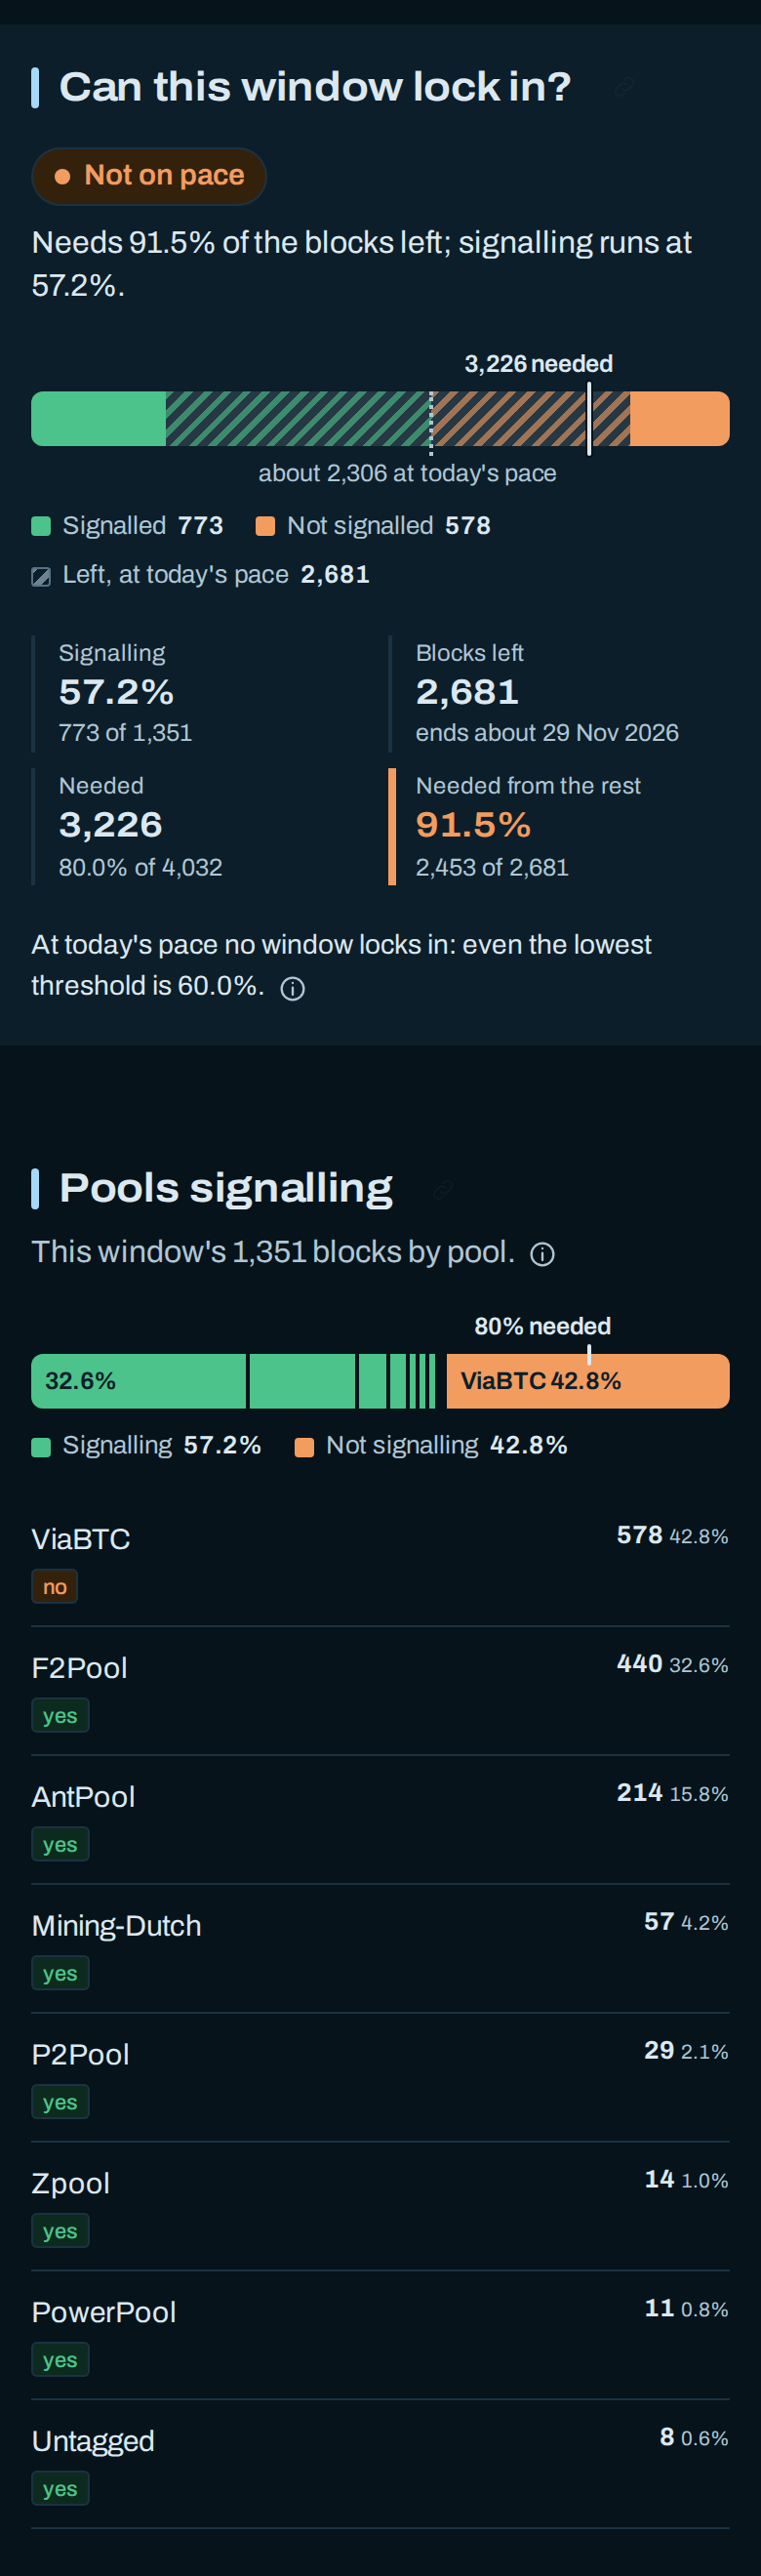 Can this window lock in?
Not on pace
Needs 91.5% of the blocks left; signalling runs at
57.2%.
3,226 needed
about 2,306 at today's pace
Signalled 773 Not signalled 578
Left, at today's pace 2,681
Signalling
57.2%
773 of 1,351
Blocks left
2,681
ends about 29 Nov 2026
Needed
3,226
80.0% of 4,032
Needed from the rest
91.5%
2,453 of 2,681
At today's pace no window locks in: even the lowest
threshold is 60.0%.
Pools signalling
This window's 1,351 blocks by pool.
80% needed
32.6% ViaBTC 42.8%
Signalling 57.2% Not signalling 42.8%
ViaBTC 578 42.8%
no
F2Pool 440 32.6%
yes
AntPool 214 15.8%
yes
Mining-Dutch 57 4.2%
yes
P2Pool 29 2.1%
yes
Zpool 14 1.0%
yes
PowerPool 11 0.8%
yes
Untagged 8 0.6%
yes